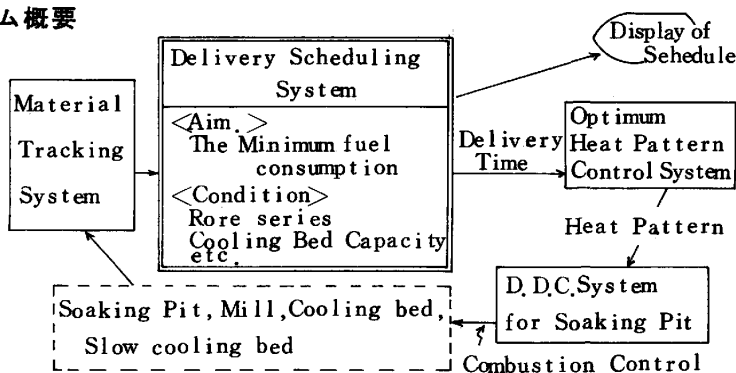 ム概要
Display of
Sehedule
Delivery Scheduling
System
Material
Tracking
System
<Aim.>
The Minimum fuel
consumption
<Condition>
Rore series
Cooling Bed Capacity
etc.
Delivery
Time
Optimum
Heat Pattern
Control System
Heat Pattern
D.D.C.System
for Soaking Pit
Soaking Pit, Mill, Cooling bed,
Slow cooling bed
Combustion Control